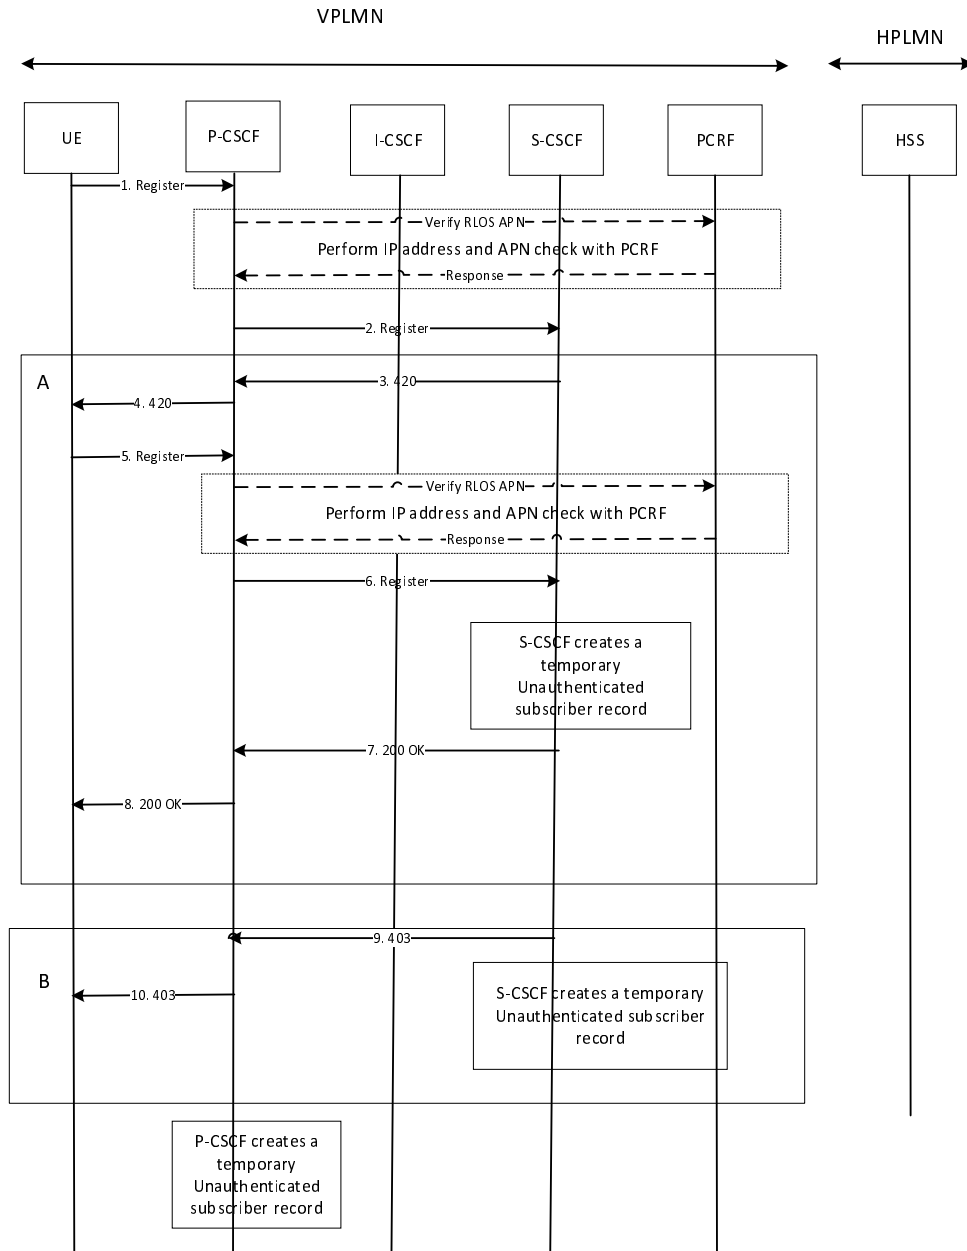 VPLMN
HPLMN
UE
P-CSCF
I-CSCF
S-CSCF
PCRF
HSS
1. Register
Verify RLOS APN
Perform IP address and APN check with PCRF
Response
2. Register
A
3. 420
4. 420
5. Register
Verify RLOS APN
Perform IP address and APN check with PCRF
Response
6. Register
S-CSCF creates a
temporary
Unauthenticated
subscriber record
7. 200 OK
8. 200 OK
9. 403
B
10. 403
S-CSCF creates a temporary
Unauthenticated subscriber
record
P-CSCF creates a
temporary
Unauthenticated
subscriber record